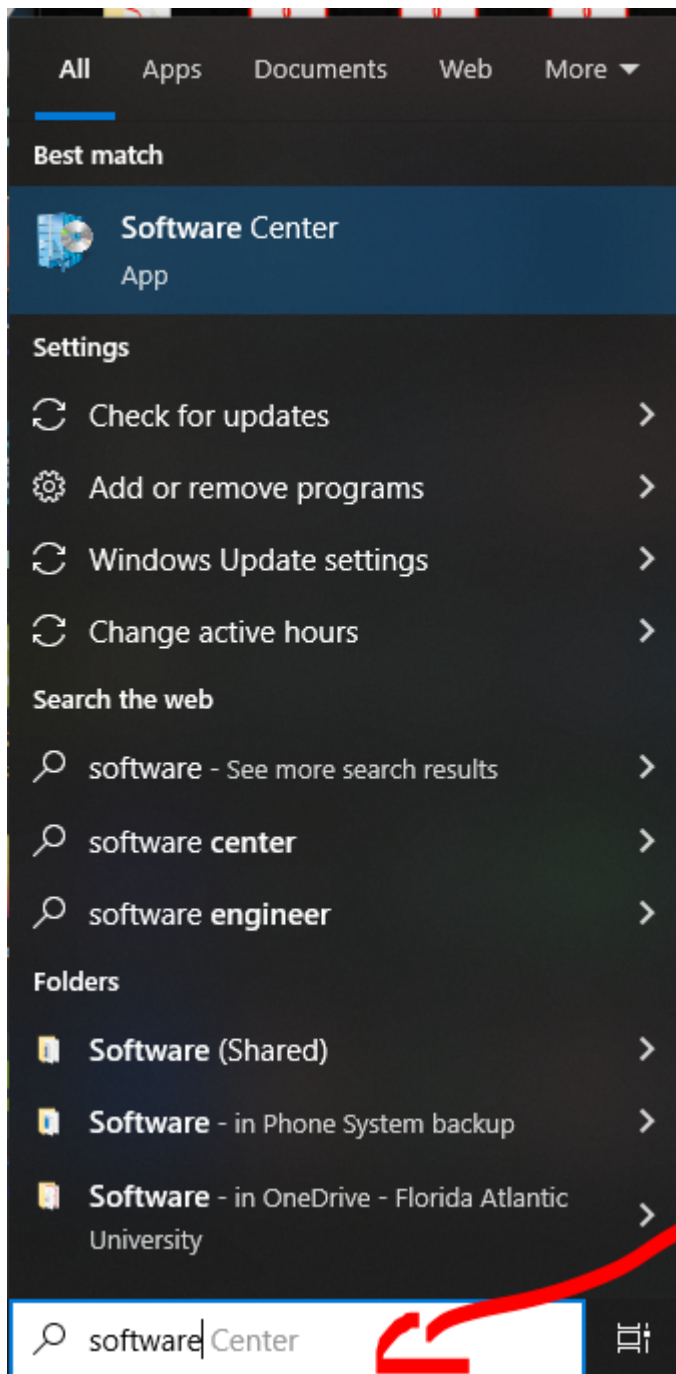 All Apps Documents Web More
Best match
Software Center
App
Settings
Check for updates
Add or remove programs
Windows Update settings
Change active hours
Search the web
software - See more search results
software center
software engineer
Folders
Software (Shared)
Software - in Phone System backup
Software - in OneDrive - Florida Atlantic
University
software Center